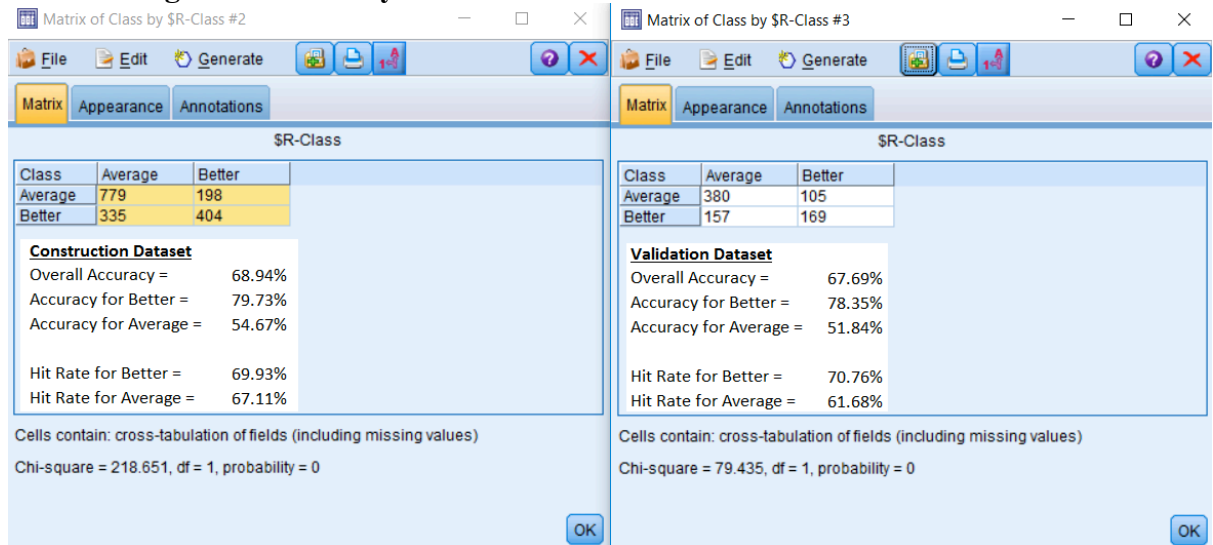 Matrix of Class by $R-Class #2
File Edit Generate
Matrix Appearance Annotations
$R-Class
Class Average Better
Average 779 198
Better 335 404
Construction Dataset
Overall Accuracy = 68.94%
Accuracy for Better = 79.73%
Accuracy for Average = 54.67%
Hit Rate for Better = 69.93%
Hit Rate for Average = 67.11%
Cells contain: cross-tabulation of fields (including missing values)
Chi-square = 218.651, df = 1, probability = 0
OK
Matrix of Class by $R-Class #3
File Edit Generate
Matrix Appearance Annotations
$R-Class
Class Average Better
Average 380 105
Better 157 169
Validation Dataset
Overall Accuracy = 67.69%
Accuracy for Better = 78.35%
Accuracy for Average = 51.84%
Hit Rate for Better = 70.76%
Hit Rate for Average = 61.68%
Cells contain: cross-tabulation of fields (including missing values)
Chi-square = 79.435, df = 1, probability = 0
OK